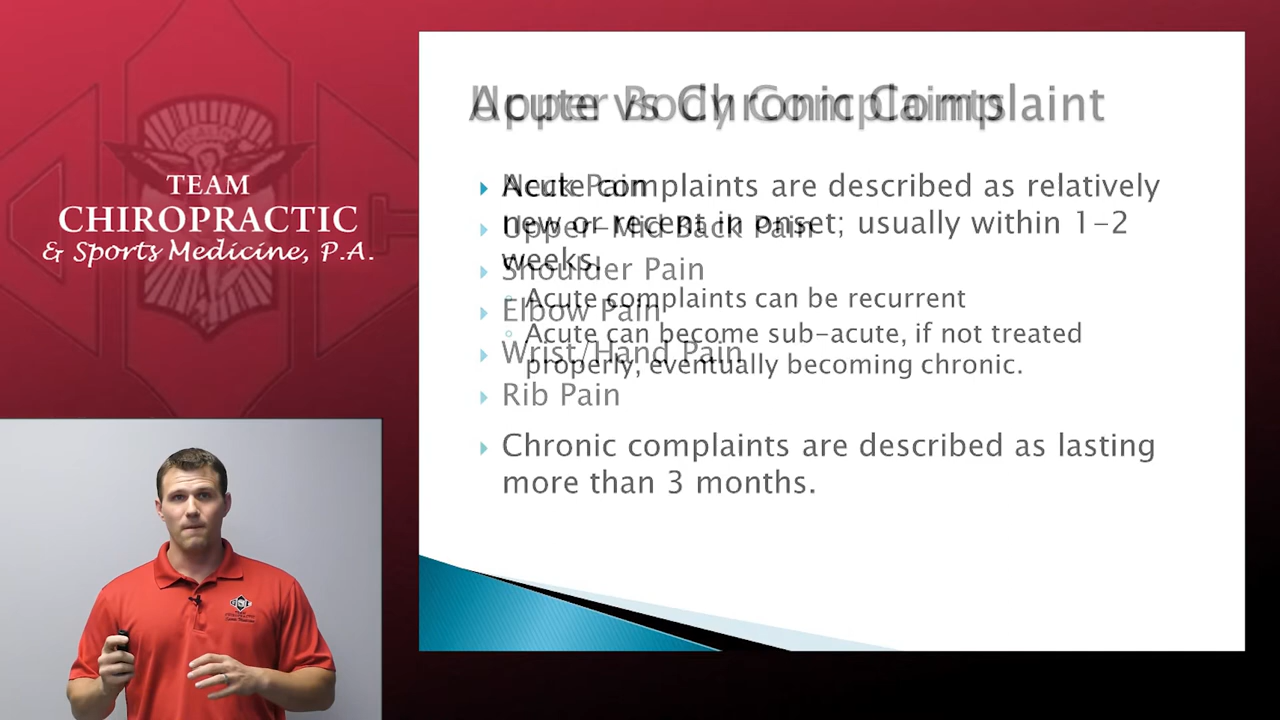 TEAM
CHIROPRACTIC
& Sports Medicine, P.A.
Acute vs Chronic Complaint
Upper Body Complaints
Acute complaints are described as relatively
new or recent in onset; usually within 1-2
weeks.
Acute complaints can be recurrent
Acute can become sub-acute, if not treated
properly, eventually becoming chronic.
Chronic complaints are described as lasting
more than 3 months.
Neck Pain
Upper-Mid Back Pain
Shoulder Pain
Elbow Pain
Wrist/Hand Pain
Rib Pain